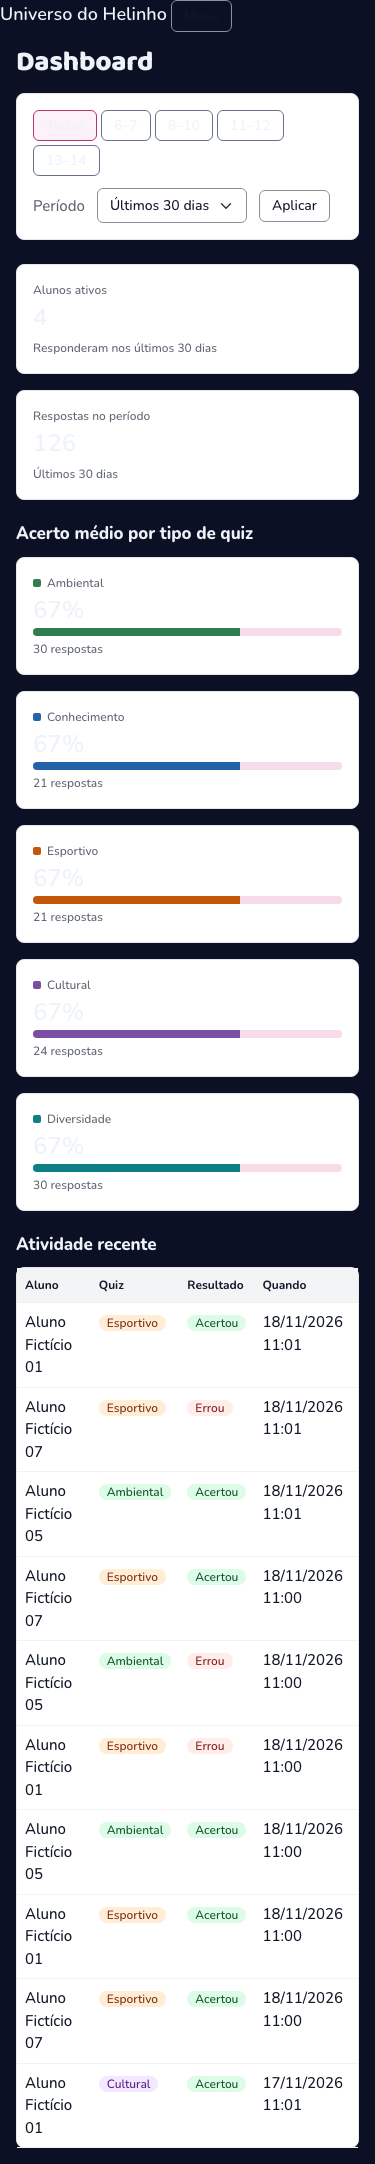 Universo do Helinho
Dashboard
6–7
8–10
11–12
13–14
Período
Últimos 30 dias
Aplicar
Alunos ativos
4
Responderam nos últimos 30 dias
Respostas no período
126
Últimos 30 dias
Acerto médio por tipo de quiz
Ambiental
67%
30 respostas
Conhecimento
67%
21 respostas
Esportivo
67%
21 respostas
Cultural
67%
24 respostas
Diversidade
67%
30 respostas
Atividade recente
Aluno Quiz Resultado Quando
Aluno Esportivo Acertou 18/11/2026
Fictício 11:01
01
Aluno Esportivo Errou 18/11/2026
Fictício 11:01
07
Aluno Ambiental Acertou 18/11/2026
Fictício 11:01
05
Aluno Esportivo Acertou 18/11/2026
Fictício 11:00
07
Aluno Ambiental Errou 18/11/2026
Fictício 11:00
05
Aluno Esportivo Errou 18/11/2026
Fictício 11:00
01
Aluno Ambiental Acertou 18/11/2026
Fictício 11:00
05
Aluno Esportivo Acertou 18/11/2026
Fictício 11:00
01
Aluno Esportivo Acertou 18/11/2026
Fictício 11:00
07
Aluno Cultural Acertou 17/11/2026
Fictício 11:01
01